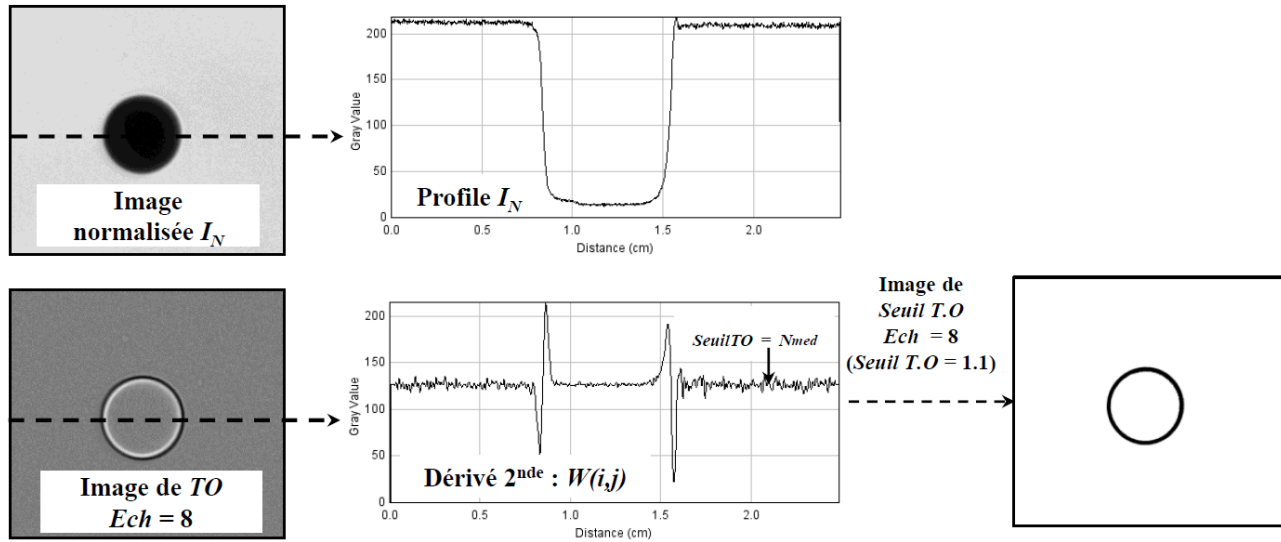 Image
normalisée I_N
200
150
100
50
0
Gray Value
Profile I_N
0.0 0.5 1.0 1.5 2.0
Distance (cm)
Image de TO
Ech = 8
200
150
100
50
0
Gray Value
SeuilTO = Nmed
Dérivé 2nde : W(i,j)
0.0 0.5 1.0 1.5 2.0
Distance (cm)
Image de
Seuil T.O
Ech = 8
(Seuil T.O = 1.1)